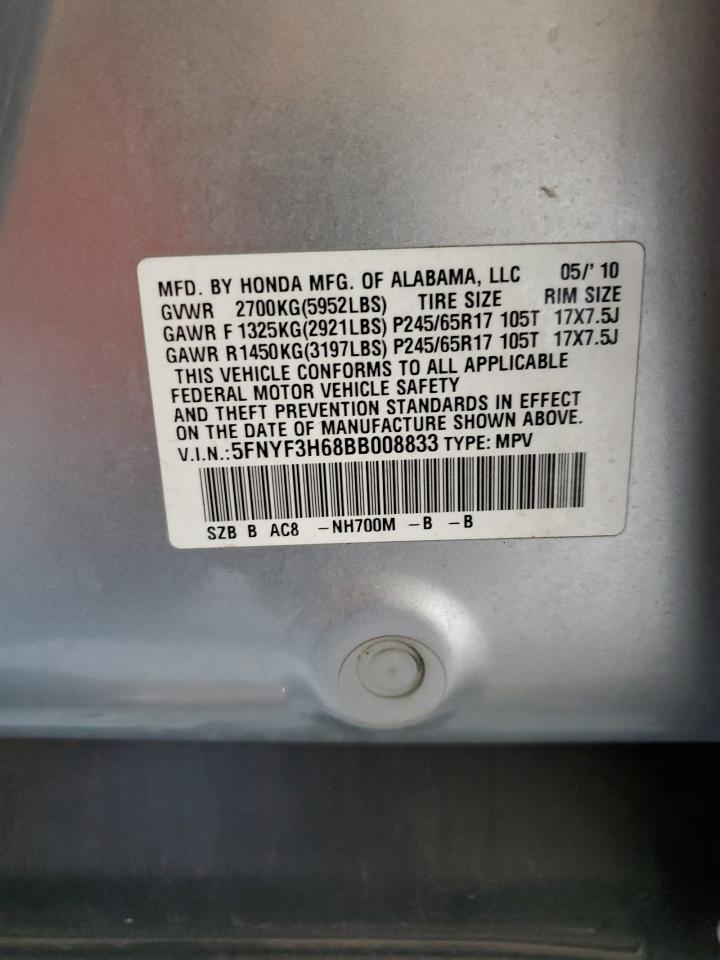 MFD. BY HONDA MFG. OF ALABAMA, LLC 05/' 10
GVWR 2700KG(5952LBS) TIRE SIZE RIM SIZE
GAWR F 1325KG(2921LBS) P245/65R17 105T 17X7.5J
GAWR R1450KG(3197LBS) P245/65R17 105T 17X7.5J
THIS VEHICLE CONFORMS TO ALL APPLICABLE
FEDERAL MOTOR VEHICLE SAFETY
AND THEFT PREVENTION STANDARDS IN EFFECT
ON THE DATE OF MANUFACTURE SHOWN ABOVE.
V.I.N.:5FNYF3H68BB008833 TYPE: MPV
SZB B AC8 -NH700M -B -B